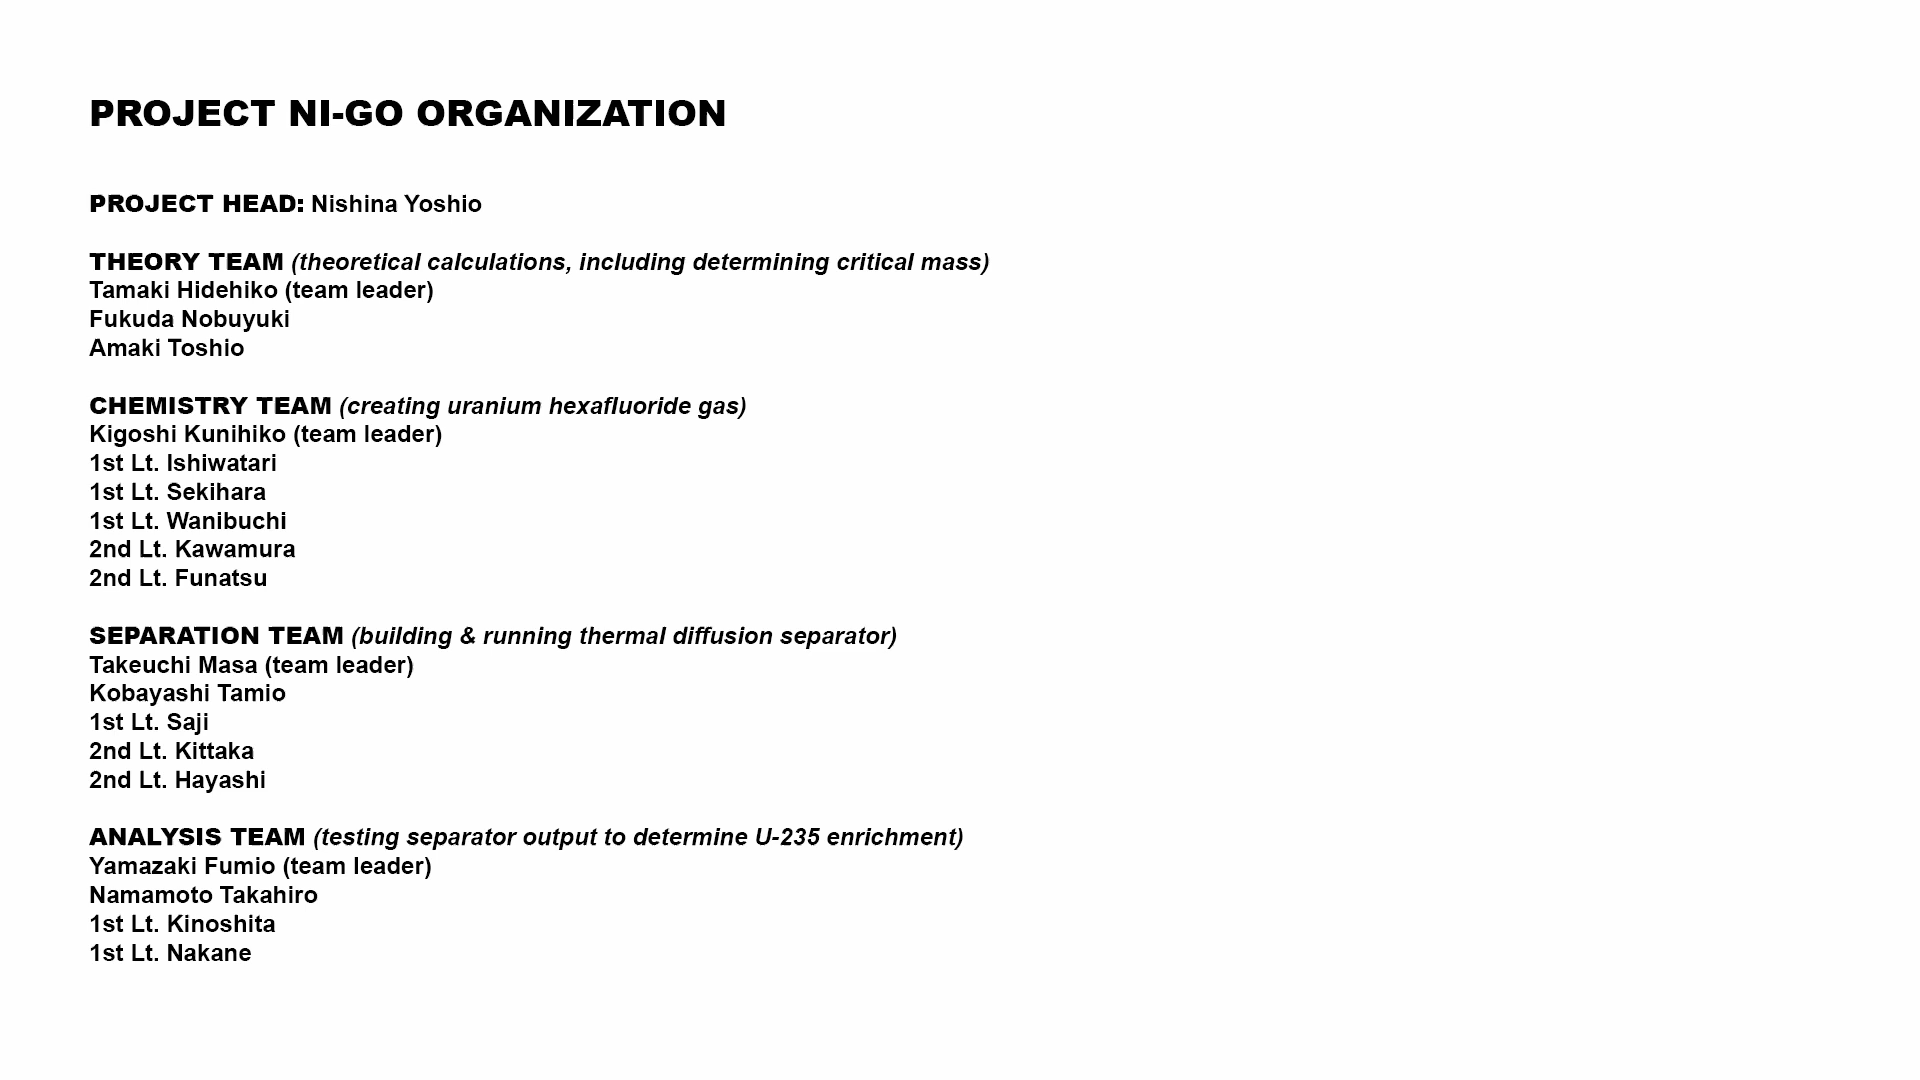 PROJECT NI-GO ORGANIZATION
PROJECT HEAD: Nishina Yoshio
THEORY TEAM (theoretical calculations, including determining critical mass)
Tamaki Hidehiko (team leader)
Fukuda Nobuyuki
Amaki Toshio
CHEMISTRY TEAM (creating uranium hexafluoride gas)
Kigoshi Kunihiko (team leader)
1st Lt. Ishiwatari
1st Lt. Sekihara
1st Lt. Wanibuchi
2nd Lt. Kawamura
2nd Lt. Funatsu
SEPARATION TEAM (building & running thermal diffusion separator)
Takeuchi Masa (team leader)
Kobayashi Tamio
1st Lt. Saji
2nd Lt. Kittaka
2nd Lt. Hayashi
ANALYSIS TEAM (testing separator output to determine U-235 enrichment)
Yamazaki Fumio (team leader)
Namamoto Takahiro
1st Lt. Kinoshita
1st Lt. Nakane